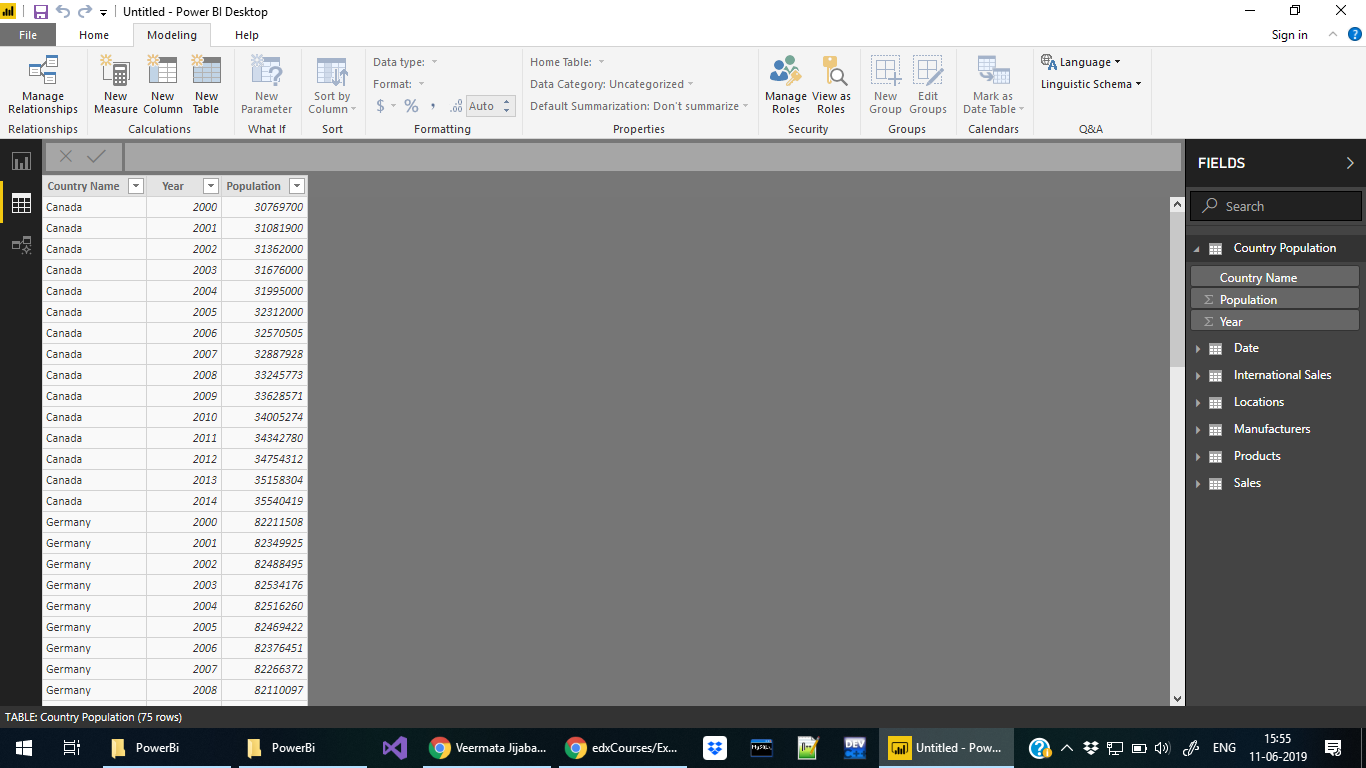 Untitled - Power BI Desktop
File Home Modeling Help Sign in
Manage Relationships
New Measure
New Column
New Table
New Parameter
Sort by Column
Data type:
Format:
$ % , .00 Auto
Home Table:
Data Category: Uncategorized
Default Summarization: Don't summarize
Manage Roles
View as Roles
New Group
Edit Groups
Mark as Date Table
Language
Linguistic Schema
Relationships Calculations What If Sort Formatting Properties Security Groups Calendars Q&A
Country Name Year Population
Canada 2000 30769700
Canada 2001 31081900
Canada 2002 31362000
Canada 2003 31676000
Canada 2004 31995000
Canada 2005 32312000
Canada 2006 32570505
Canada 2007 32887928
Canada 2008 33245773
Canada 2009 33628571
Canada 2010 34005274
Canada 2011 34342780
Canada 2012 34754312
Canada 2013 35158304
Canada 2014 35540419
Germany 2000 82211508
Germany 2001 82349925
Germany 2002 82488495
Germany 2003 82534176
Germany 2004 82516260
Germany 2005 82469422
Germany 2006 82376451
Germany 2007 82266372
Germany 2008 82110097
FIELDS
Search
Country Population
Country Name
Σ Population
Σ Year
Date
International Sales
Locations
Manufacturers
Products
Sales
TABLE: Country Population (75 rows)
PowerBi PowerBi Veermata Jijaba... edxCourses/Ex... MySQL DEV Untitled - Pow... ENG 15:55
11-06-2019